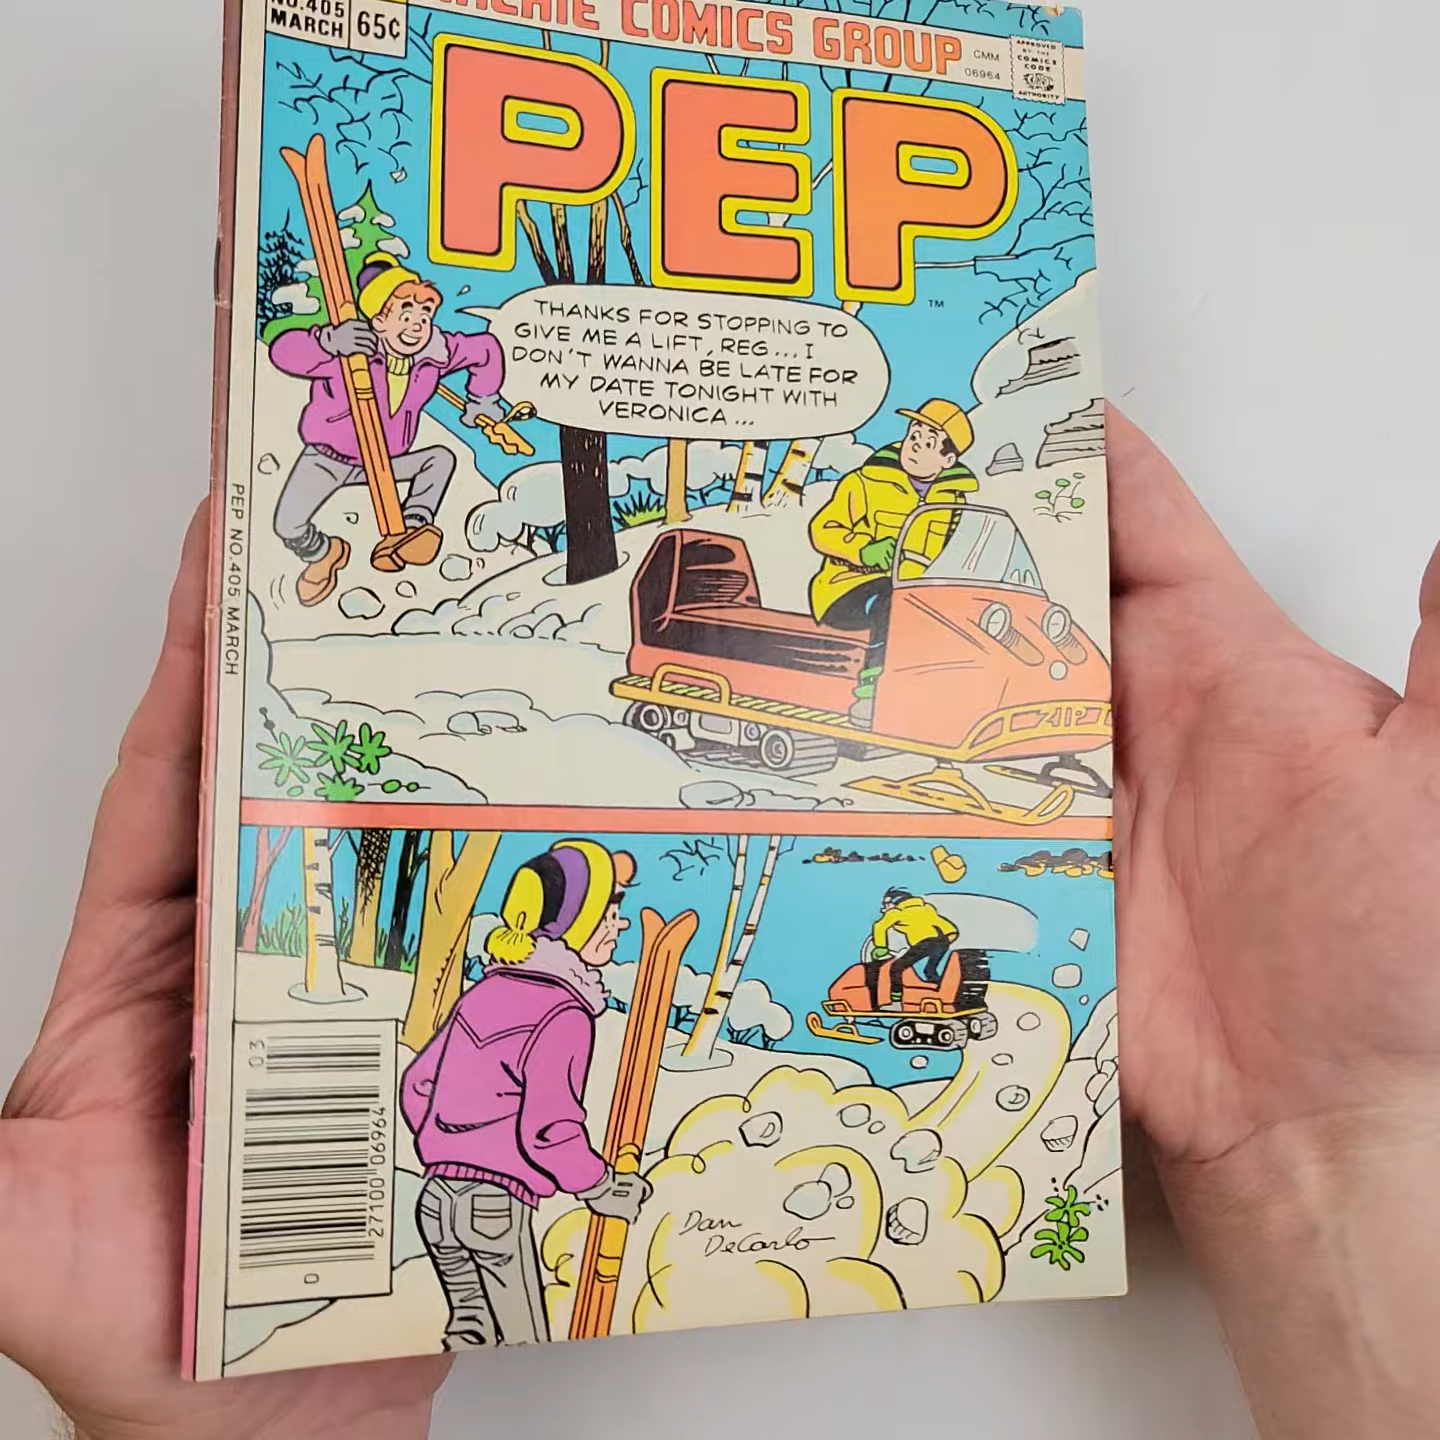 NO.405
MARCH
65¢
ARCHIE COMICS GROUP
CMM
06964
APPROVED
BY THE
COMICS
CODE
AUTHORITY
PEP
TM
THANKS FOR STOPPING TO
GIVE ME A LIFT, REG... I
DON'T WANNA BE LATE FOR
MY DATE TONIGHT WITH
VERONICA...
PEP NO.405 MARCH
ZIP
03
27100 06964
0
Dan
DeCarlo